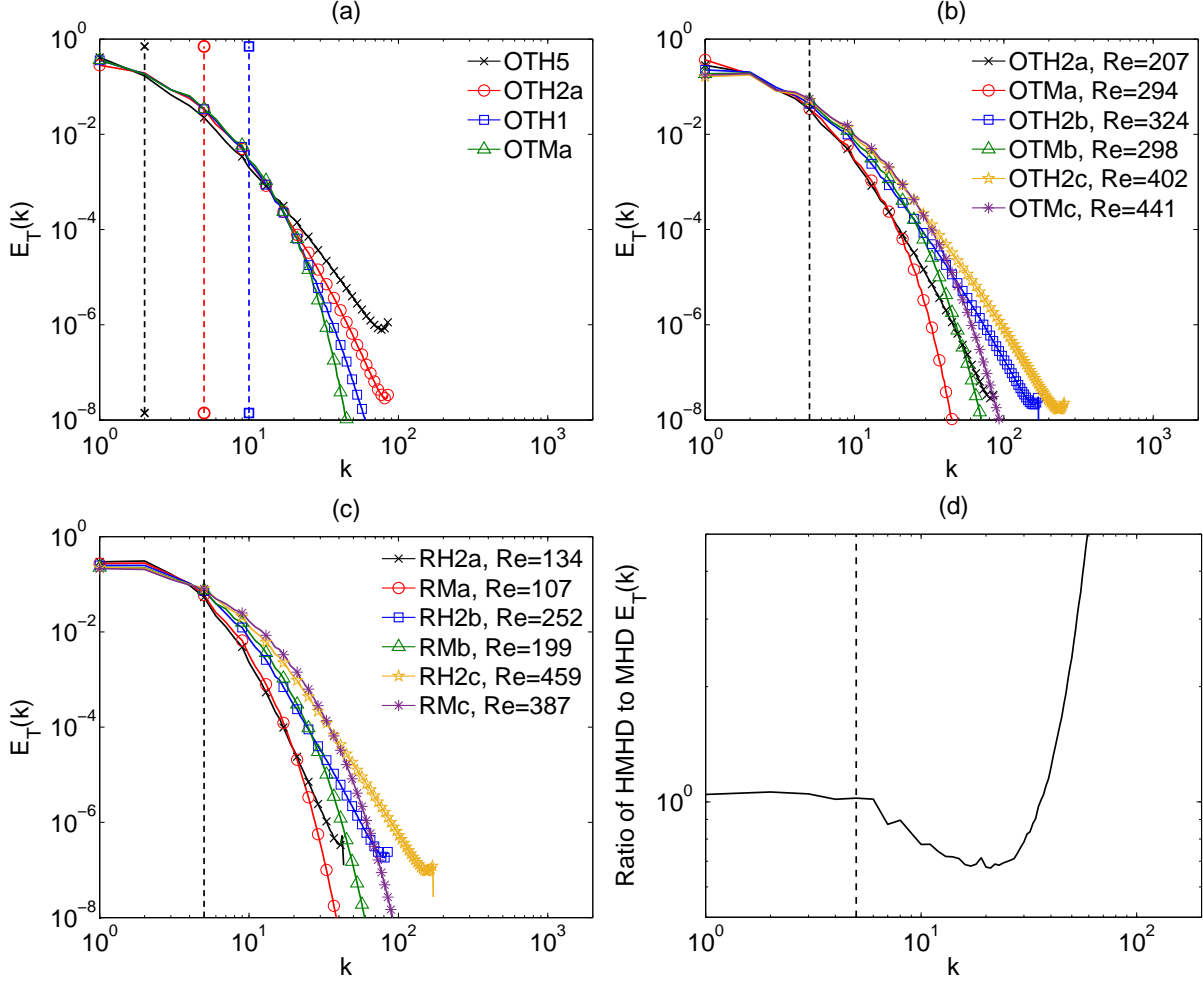 (a)
10^0
10^-2
10^-4
10^-6
10^-8
E_T(k)
10^0
10^1
10^2
10^3
k
OTH5
OTH2a
OTH1
OTMa
(b)
10^0
10^-2
10^-4
10^-6
10^-8
E_T(k)
10^0
10^1
10^2
10^3
k
OTH2a, Re=207
OTMa, Re=294
OTH2b, Re=324
OTMb, Re=298
OTH2c, Re=402
OTMc, Re=441
(c)
10^0
10^-2
10^-4
10^-6
10^-8
E_T(k)
10^0
10^1
10^2
10^3
k
RH2a, Re=134
RMa, Re=107
RH2b, Re=252
RMb, Re=199
RH2c, Re=459
RMc, Re=387
(d)
Ratio of HMHD to MHD E_T(k)
10^0
10^0
10^1
10^2
k